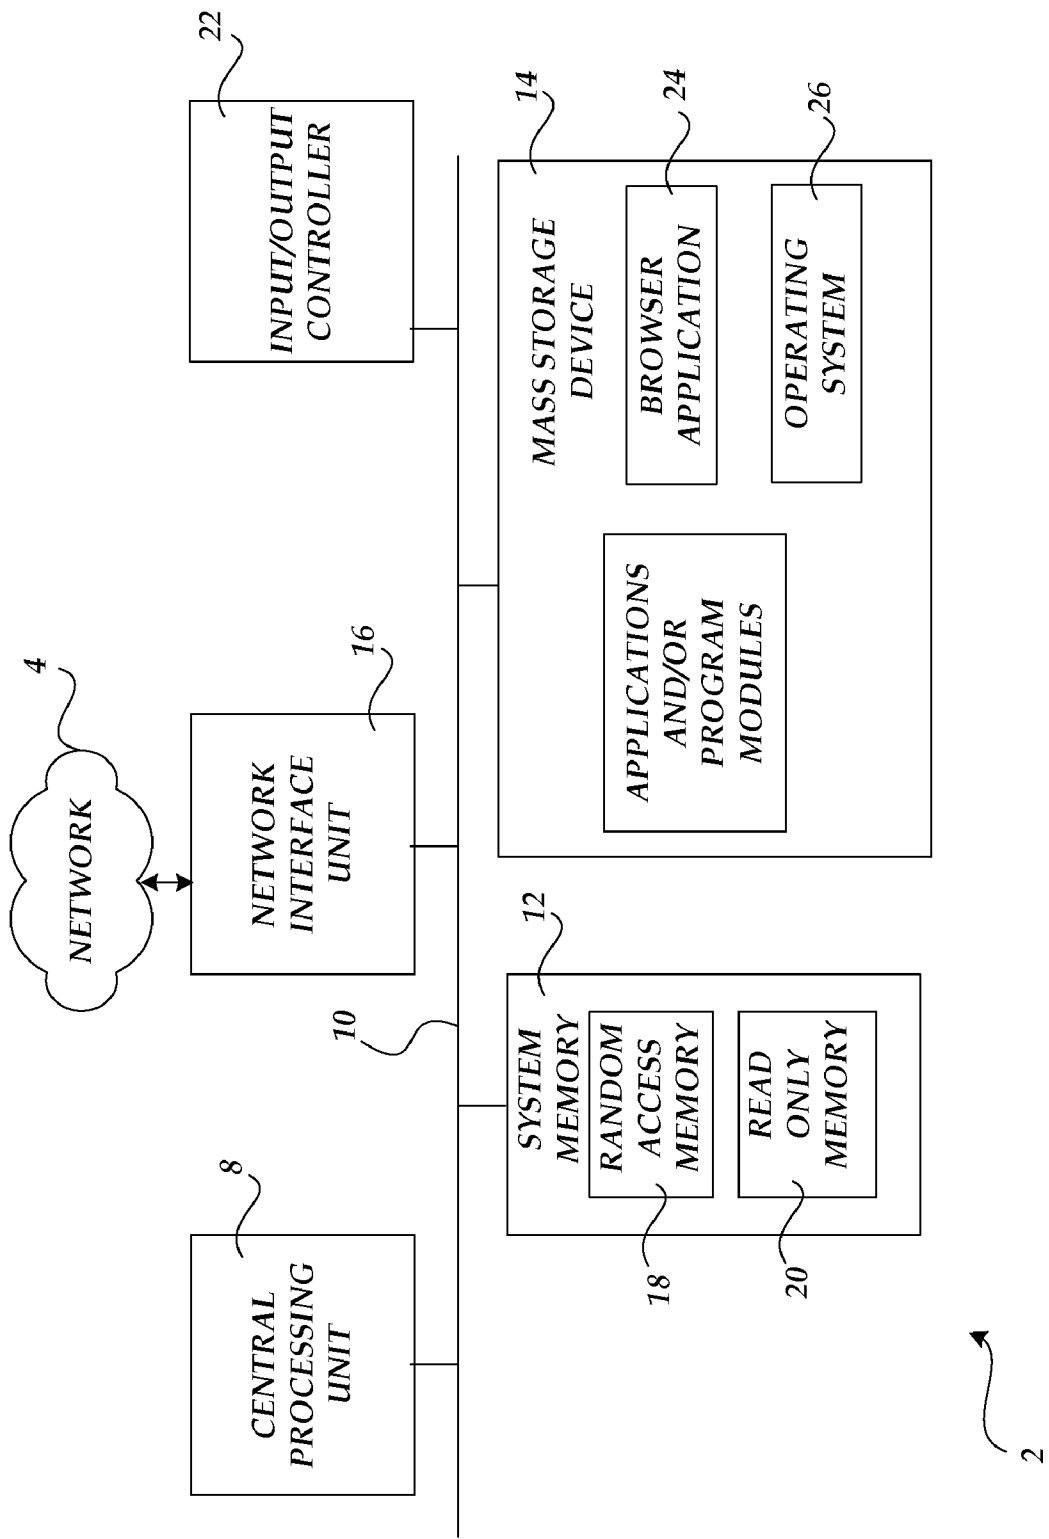 4
NETWORK
8
CENTRAL
PROCESSING
UNIT
NETWORK
INTERFACE
UNIT
16
22
INPUT/OUTPUT
CONTROLLER
10
SYSTEM
MEMORY
12
RANDOM
ACCESS
MEMORY
18
READ
ONLY
MEMORY
20
MASS STORAGE
DEVICE
14
APPLICATIONS
AND/OR
PROGRAM
MODULES
BROWSER
APPLICATION
24
OPERATING
SYSTEM
26
2